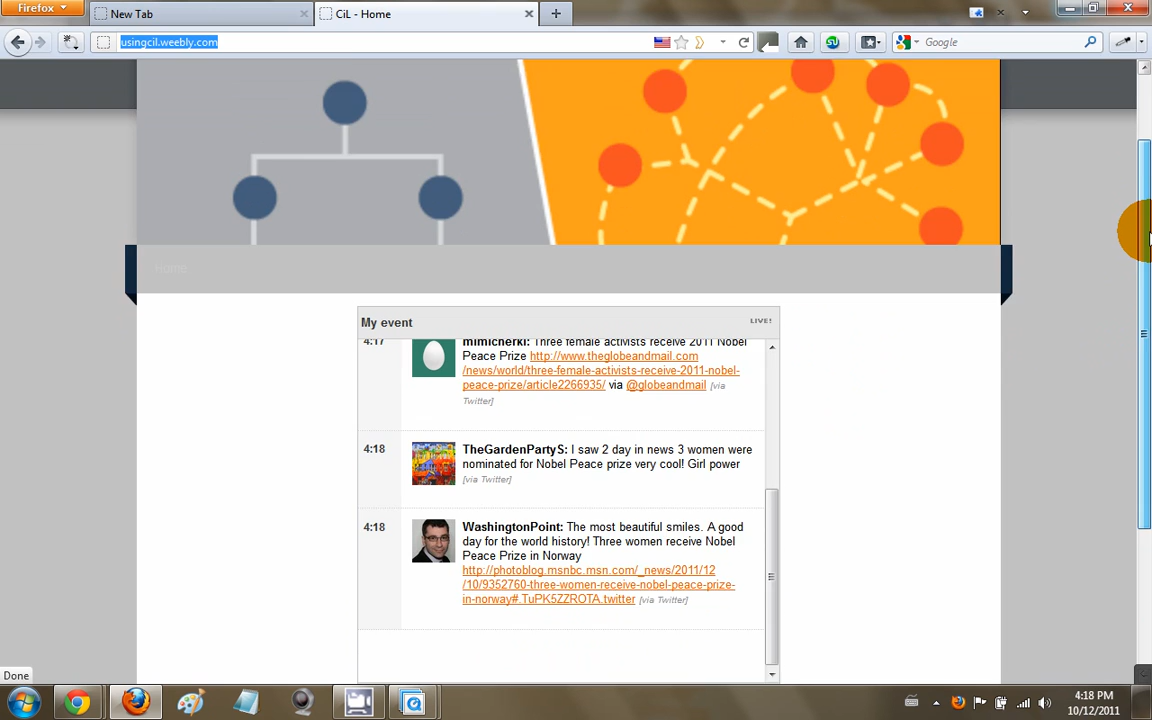 Firefox
New Tab
CiL - Home
usingcil.weebly.com
Google
HOME
My event
LIVE!
4:17
mimicherki: Three female activists receive 2011 Nobel
Peace Prize http://www.theglobeandmail.com
/news/world/three-female-activists-receive-2011-nobel-
peace-prize/article2266935/ via @globeandmail [via
Twitter]
4:18
TheGardenPartyS: I saw 2 day in news 3 women were
nominated for Nobel Peace prize very cool! Girl power
[via Twitter]
4:18
WashingtonPoint: The most beautiful smiles. A good
day for the world history! Three women receive Nobel
Peace Prize in Norway
http://photoblog.msnbc.msn.com/_news/2011/12
/10/9352760-three-women-receive-nobel-peace-prize-
in-norway#.TuPK5ZZROTA.twitter [via Twitter]
Done
4:18 PM
10/12/2011